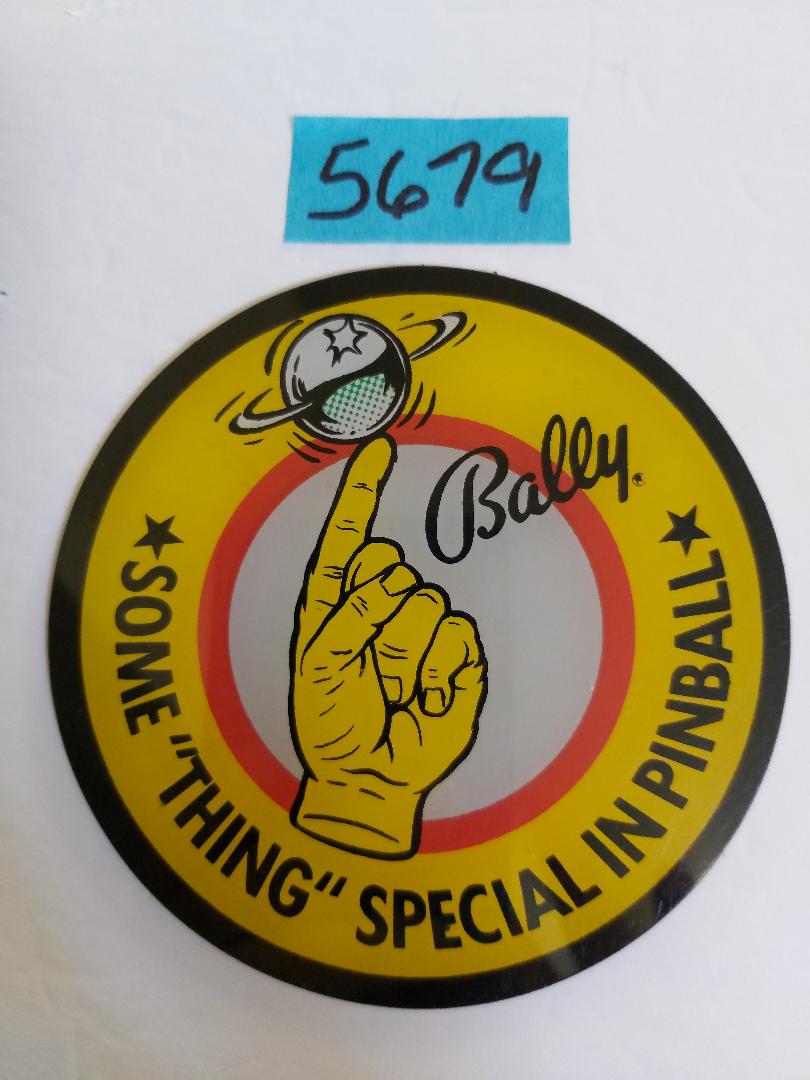 5679
Bally®
★SOME "THING" SPECIAL IN PINBALL★